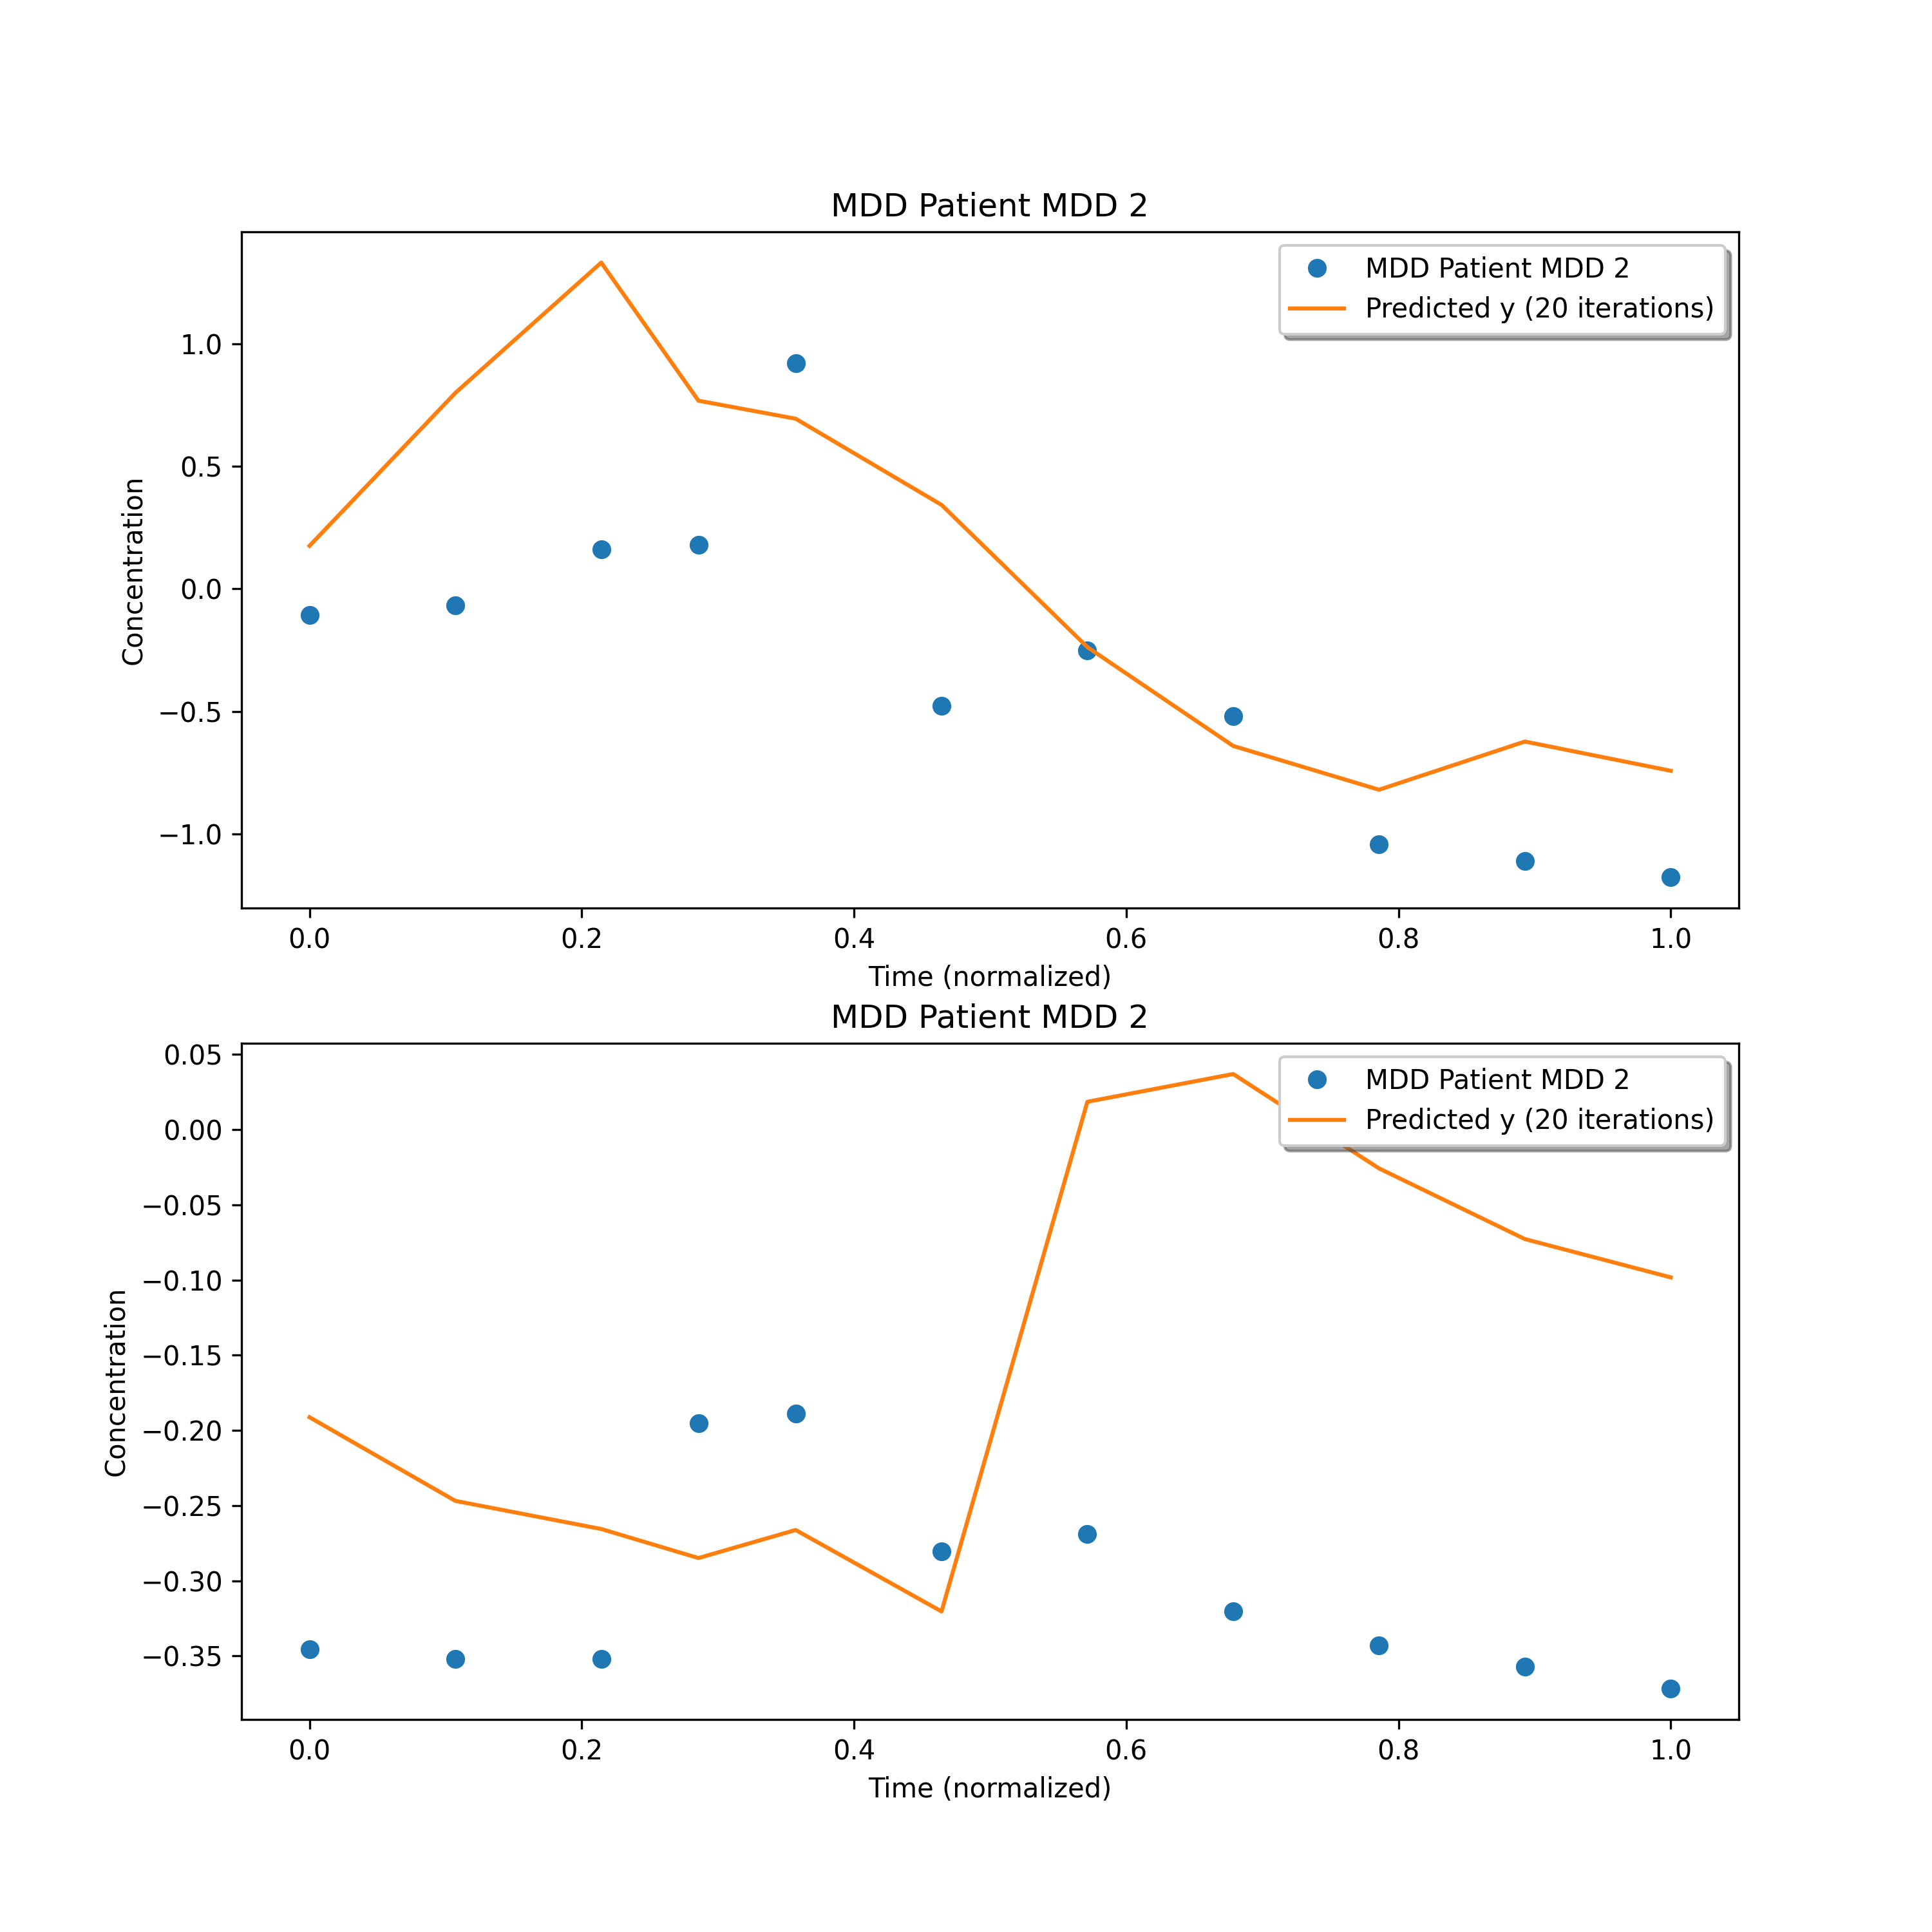 MDD Patient MDD 2
MDD Patient MDD 2
Predicted y (20 iterations)
1.0
0.5
0.0
−0.5
−1.0
Concentration
0.0 0.2 0.4 0.6 0.8 1.0
Time (normalized)
MDD Patient MDD 2
MDD Patient MDD 2
Predicted y (20 iterations)
0.05
0.00
−0.05
−0.10
−0.15
−0.20
−0.25
−0.30
−0.35
Concentration
0.0 0.2 0.4 0.6 0.8 1.0
Time (normalized)